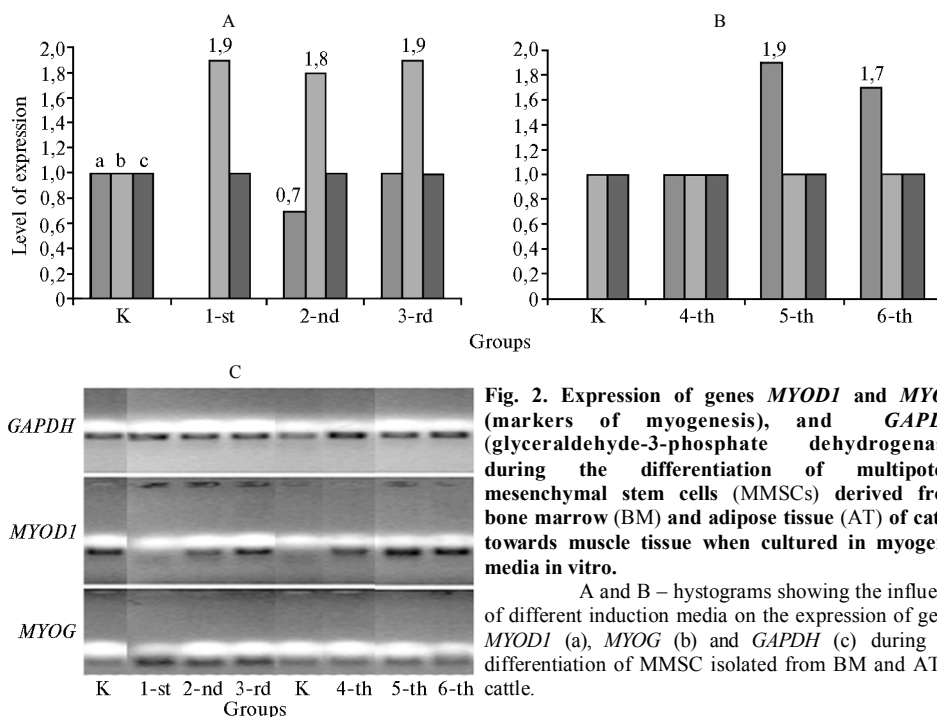 A
B
Level of expression
2,0
1,8
1,6
1,4
1,2
1,0
0,8
0,6
0,4
0,2
0
a b c
1,9
0,7
1,8
1,9
K 1-st 2-nd 3-rd
2,0
1,8
1,6
1,4
1,2
1,0
0,8
0,6
0,4
0,2
0
1,9
1,7
K 4-th 5-th 6-th
Groups
C
GAPDH
MYOD1
MYOG
K 1-st 2-nd 3-rd K 4-th 5-th 6-th
Groups
Fig. 2. Expression of genes MYOD1 and
(markers of myogenesis), and
(glyceraldehyde-3-phosphate
during the differentiation of
mesenchymal stem cells (MMSCs) derived
bone marrow (BM) and adipose tissue (AT) of
towards muscle tissue when cultured in
media in vitro.
A and B – hystograms showing the
of different induction media on the expression of
MYOD1 (a), MYOG (b) and GAPDH (c) during
differentiation of MMSC isolated from BM and AT
cattle.